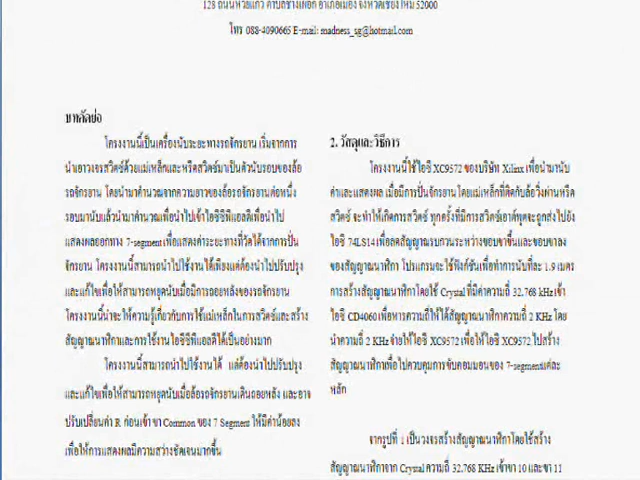 128 ถนนห้วยแก้ว ตำบลช้างเผือก อำเภอเมือง จังหวัดเชียงใหม่ 52000
โทร 088-4090665 E-mail: madness_sg@hotmail.com
บทคัดย่อ
โครงงานนี้เป็นเครื่องนับระยะทางรถจักรยาน เริ่มจากการ
นำเอาวงจรสวิตซ์ด้วยแม่เหล็กและหรีดสวิตซ์มาเป็นตัวนับรอบของล้อ
รถจักรยาน โดยนำมาคำนวณจากความยาวของล้อรถจักรยานต่อหนึ่ง
รอบมานับแล้วนำมาคำนวณเพื่อนำไปเข้าไอซีซีพีแอลดีเพื่อนำไป
แสดงผลออกทาง 7-segment เพื่อแสดงค่าระยะทางที่วัดได้จากการปั่น
จักรยาน โครงงานนี้สามารถนำไปใช้งานได้เพียงแต่ต้องนำไปปรับปรุง
และแก้ไขเพื่อให้สามารถหยุดนับเมื่อมีการถอยหลังของรถจักรยาน
โครงงานนี้น่าจะให้ความรู้เกี่ยวกับการใช้แม่เหล็กในการสวิตซ์และสร้าง
สัญญาณนาฬิกาและการใช้งานไอซีซีพีแอลดีได้เป็นอย่างมาก
โครงงานนี้สามารถนำไปใช้งานได้ แต่ต้องนำไปปรับปรุง
และแก้ไขเพื่อให้สามารถหยุดนับเมื่อล้อรถจักรยานเดินถอยหลัง และอาจ
ปรับเปลี่ยนค่า R ก่อนเข้าขา Common ของ 7 Segment ให้มีค่าน้อยลง
เพื่อให้การแสดงผลมีความสว่างชัดเจนมากขึ้น
2. วัสดุและวิธีการ
โครงงานนี้ใช้ไอซี XC9572 ของบริษัท Xilinx เพื่อนำมานับ
ค่าและแสดงผล เมื่อมีการปั่นจักรยานโดยแม่เหล็กที่ติดกับล้อวิ่งผ่านหรีด
สวิตซ์ จะทำให้เกิดการสวิตซ์ ทุกครั้งที่มีการสวิตซ์เอาต์พุตจะถูกส่งไปยัง
ไอซี 74LS14 เพื่อลดสัญญาณรบกวนระหว่างขอบขาขึ้นและขอบขาลง
ของสัญญาณนาฬิกา โปรแกรมจะใช้ฟังก์ชันเพื่อทำการนับทีละ 1.9 เมตร
การสร้างสัญญาณนาฬิกาโดยใช้ Crystal ที่มีค่าความถี่ 32.768 kHz เข้า
ไอซี CD4060 เพื่อหารความถี่ให้ได้สัญญาณนาฬิกาความถี่ 2 KHz โดย
นำความถี่ 2 KHz จ่ายให้ไอซี XC9572 เพื่อให้ไอซี XC9572 ไปสร้าง
สัญญาณนาฬิกาเพื่อไปควบคุมการขับคอมมอนของ 7-segmentแต่ละ
หลัก
จากรูปที่ 1 เป็นวงจรสร้างสัญญาณนาฬิกาโดยใช้สร้าง
สัญญาณนาฬิกาจาก Crystal ความถี่ 32.768 KHz เข้าขา 10 และขา 11